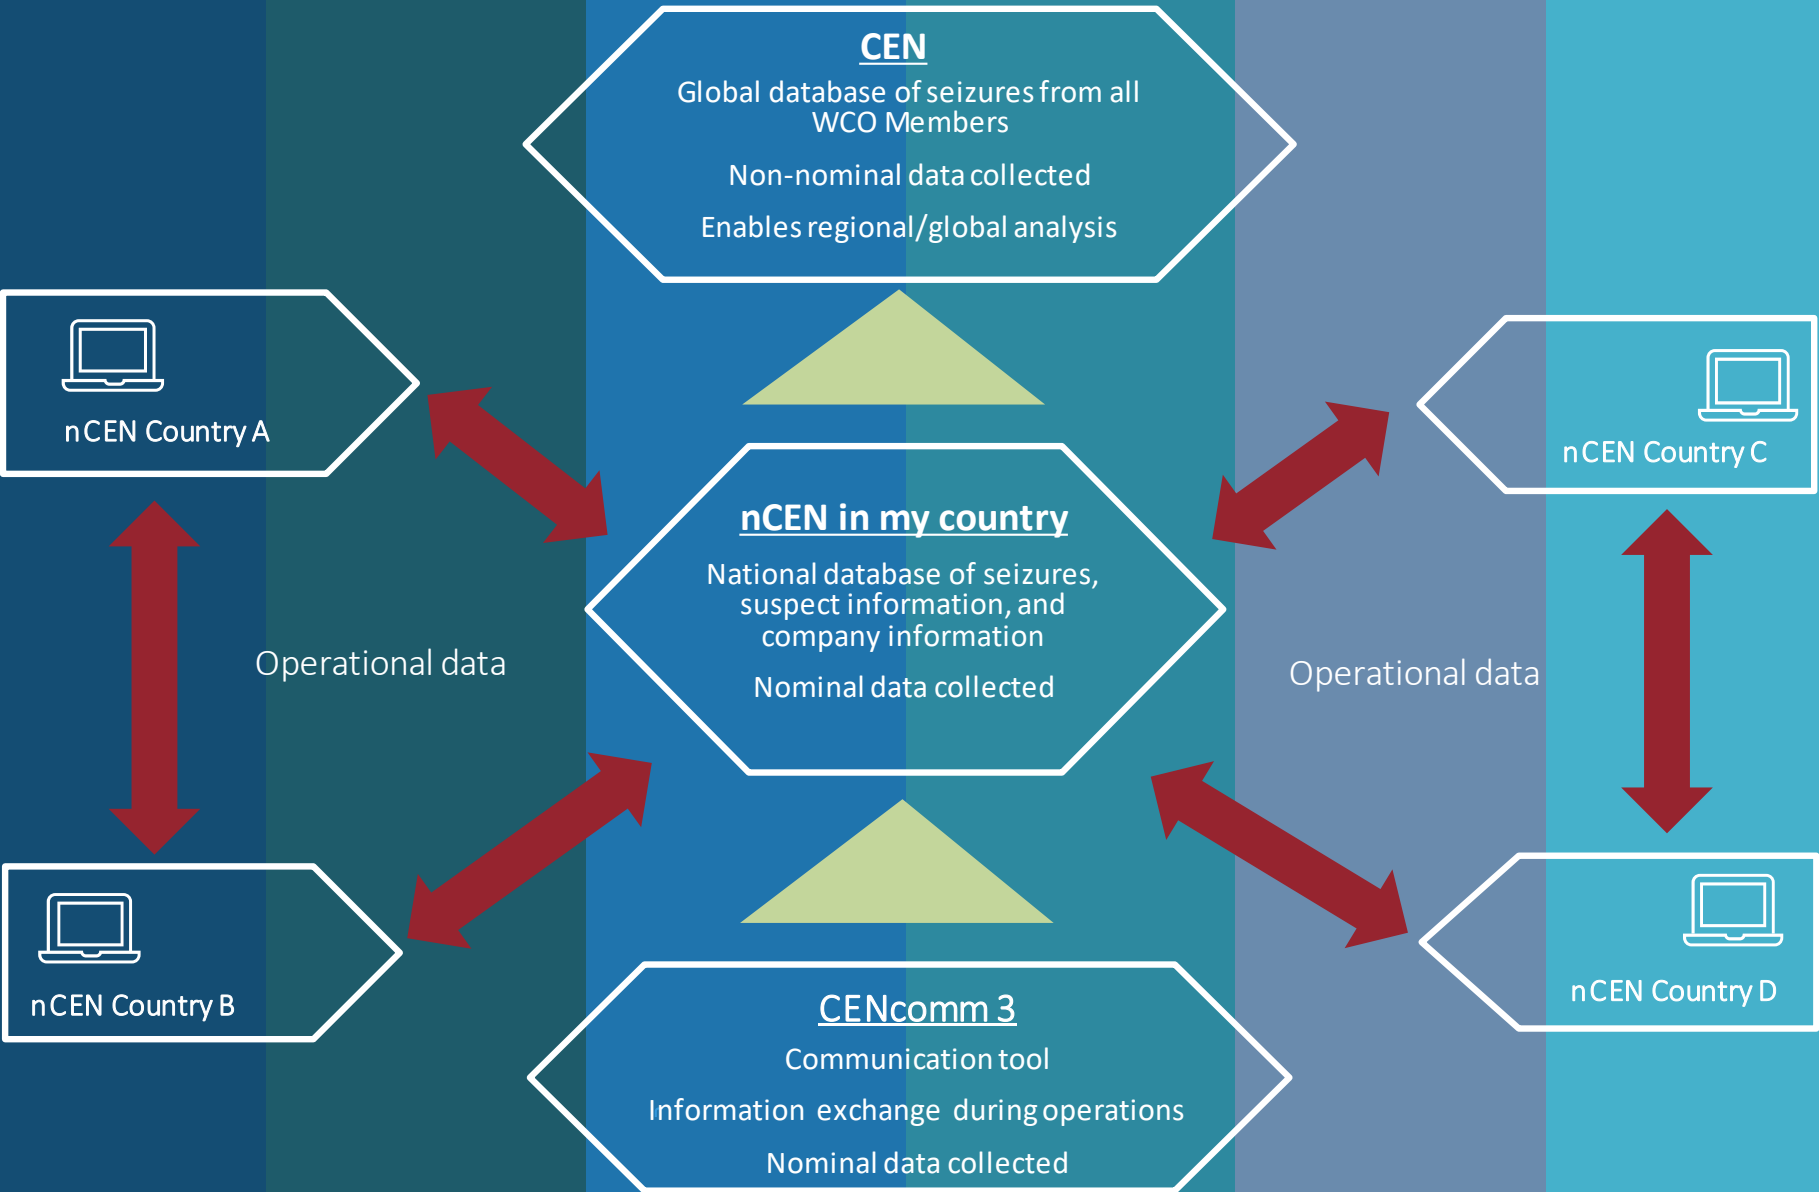 CEN
Global database of seizures from all
WCO Members
Non-nominal data collected
Enables regional/global analysis
nCEN Country A
nCEN Country C
nCEN in my country
National database of seizures,
suspect information, and
company information
Nominal data collected
Operational data
Operational data
nCEN Country B
nCEN Country D
CENcomm 3
Communication tool
Information exchange during operations
Nominal data collected